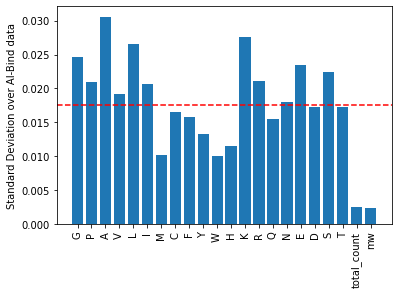 Standard Deviation over AI-Bind data
0.030
0.025
0.020
0.015
0.010
0.005
0.000
G
P
A
V
L
I
M
C
F
Y
W
H
K
R
Q
N
E
D
S
T
total_count
mw